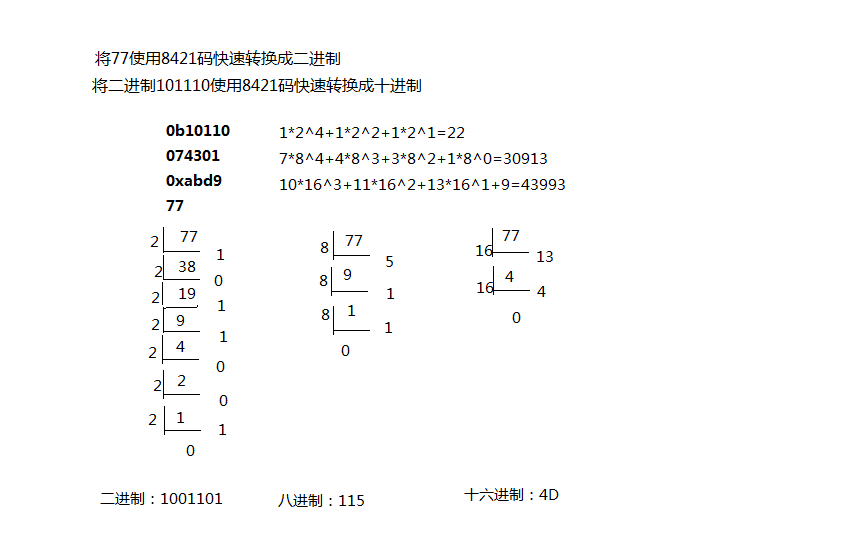 将77使用8421码快速转换成二进制
将二进制101110使用8421码快速转换成十进制
0b10110 1*2^4+1*2^2+1*2^1=22
074301 7*8^4+4*8^3+3*8^2+1*8^0=30913
0xabd9 10*16^3+11*16^2+13*16^1+9=43993
77
2 77 1
2 38 0
2 19 1
2 9 1
2 4 0
2 2 0
2 1 1
0
8 77 5
8 9 1
8 1 1
0
16 77 13
16 4 4
0
二进制：1001101
八进制：115
十六进制：4D